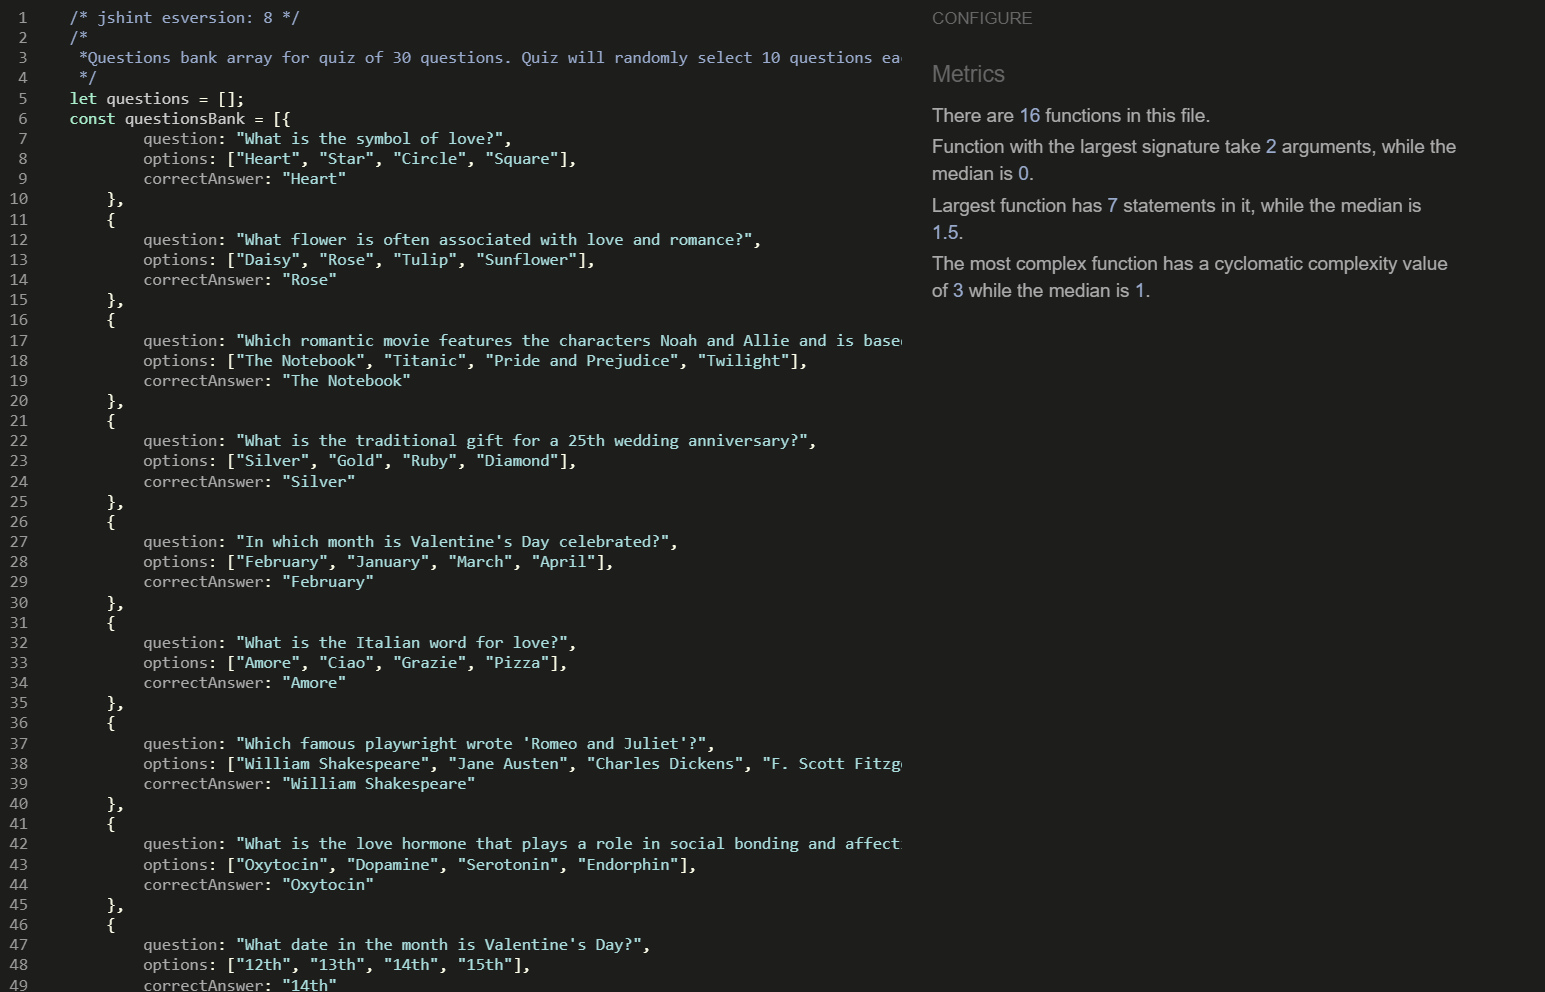 1 /* jshint esversion: 8 */
2 /*
3 *Questions bank array for quiz of 30 questions. Quiz will randomly select 10 questions
4 */
5 let questions = [];
6 const questionsBank = [{
7 question: "What is the symbol of love?",
8 options: ["Heart", "Star", "Circle", "Square"],
9 correctAnswer: "Heart"
10 },
11 {
12 question: "What flower is often associated with love and romance?",
13 options: ["Daisy", "Rose", "Tulip", "Sunflower"],
14 correctAnswer: "Rose"
15 },
16 {
17 question: "Which romantic movie features the characters Noah and Allie and is base
18 options: ["The Notebook", "Titanic", "Pride and Prejudice", "Twilight"],
19 correctAnswer: "The Notebook"
20 },
21 {
22 question: "What is the traditional gift for a 25th wedding anniversary?",
23 options: ["Silver", "Gold", "Ruby", "Diamond"],
24 correctAnswer: "Silver"
25 },
26 {
27 question: "In which month is Valentine's Day celebrated?",
28 options: ["February", "January", "March", "April"],
29 correctAnswer: "February"
30 },
31 {
32 question: "What is the Italian word for love?",
33 options: ["Amore", "Ciao", "Grazie", "Pizza"],
34 correctAnswer: "Amore"
35 },
36 {
37 question: "Which famous playwright wrote 'Romeo and Juliet'?",
38 options: ["William Shakespeare", "Jane Austen", "Charles Dickens", "F. Scott Fitzg
39 correctAnswer: "William Shakespeare"
40 },
41 {
42 question: "What is the love hormone that plays a role in social bonding and affect
43 options: ["Oxytocin", "Dopamine", "Serotonin", "Endorphin"],
44 correctAnswer: "Oxytocin"
45 },
46 {
47 question: "What date in the month is Valentine's Day?",
48 options: ["12th", "13th", "14th", "15th"],
49 correctAnswer: "14th"
CONFIGURE
Metrics
There are 16 functions in this file.
Function with the largest signature take 2 arguments, while the
median is 0.
Largest function has 7 statements in it, while the median is
1.5.
The most complex function has a cyclomatic complexity value
of 3 while the median is 1.